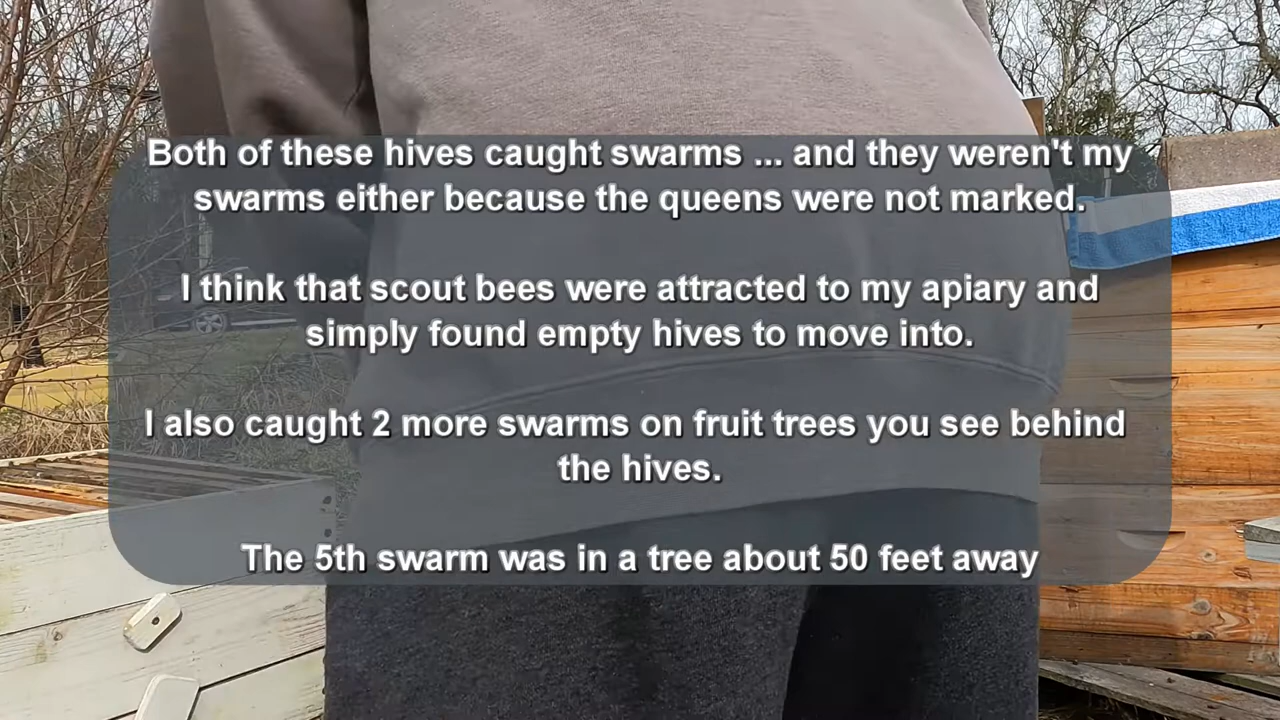 Both of these hives caught swarms ... and they weren't my
swarms either because the queens were not marked.
I think that scout bees were attracted to my apiary and
simply found empty hives to move into.
I also caught 2 more swarms on fruit trees you see behind
the hives.
The 5th swarm was in a tree about 50 feet away